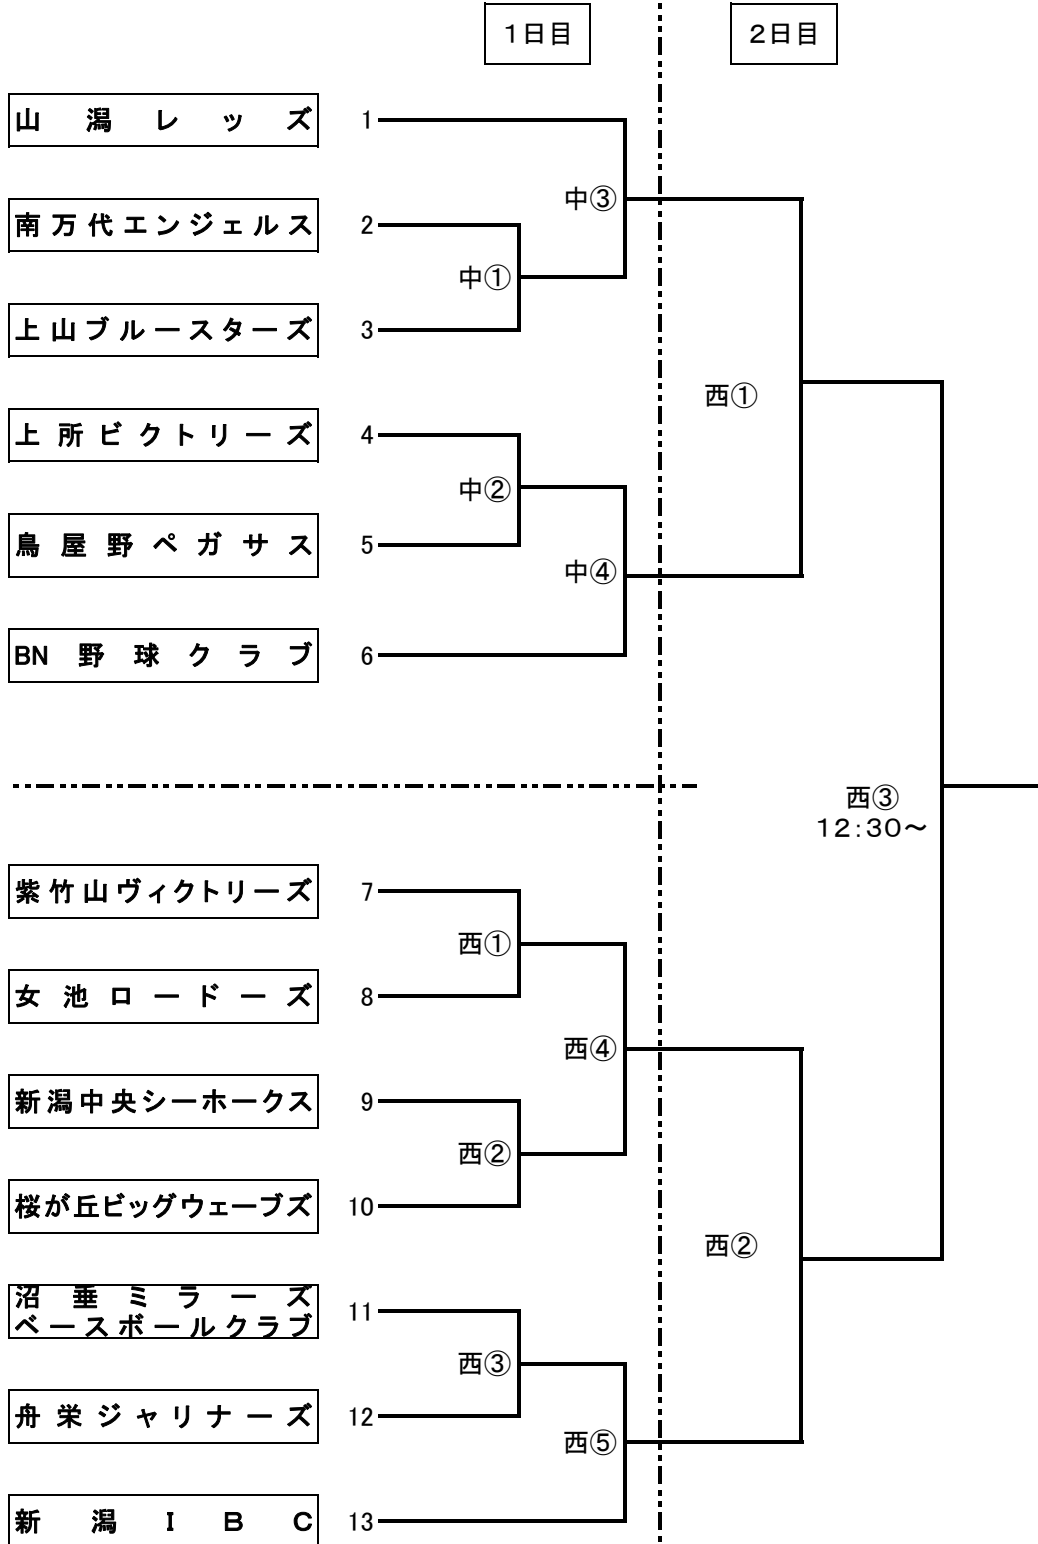 1日目
2日目
山潟レッズ 1
中③
南万代エンジェルス 2
中①
上山ブルースターズ 3
西①
上所ビクトリーズ 4
中②
鳥屋野ペガサス 5
中④
BN野球クラブ 6
西③
12:30～
紫竹山ヴィクトリーズ 7
西①
女池ロードーズ 8
西④
新潟中央シーホークス 9
西②
桜が丘ビッグウェーブズ 10
西②
沼垂ミラーズ
ベースボールクラブ 11
西③
舟栄ジャリナーズ 12
西⑤
新潟IBC 13